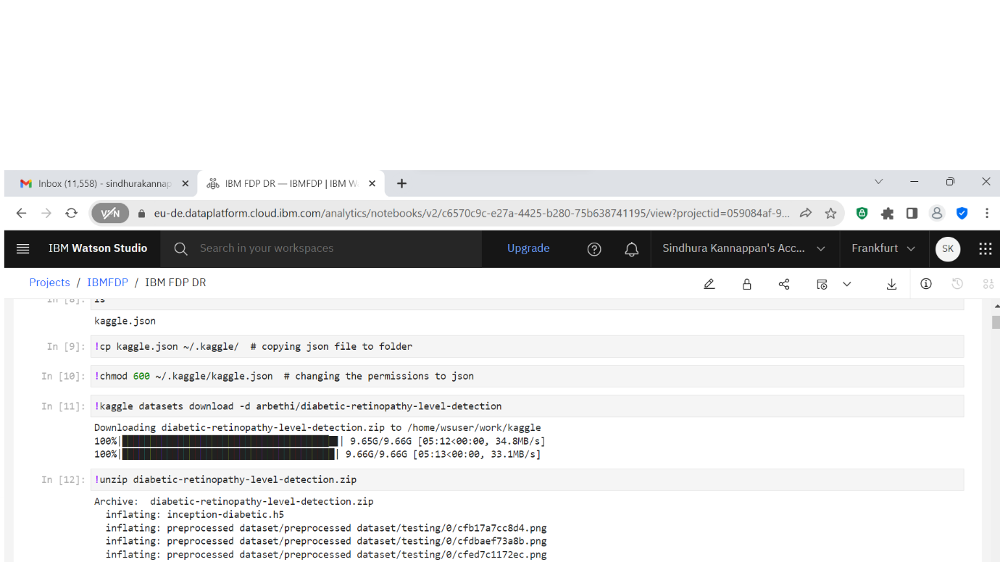 Inbox (11,558) - sindhurakannap
IBM FDP DR — IBMFDP | IBM W
VPN
eu-de.dataplatform.cloud.ibm.com/analytics/notebooks/v2/c6570c9c-e27a-4425-b280-75b638741195/view?projectid=059084af-9...
IBM Watson Studio
Search in your workspaces
Upgrade
Sindhura Kannappan's Acc...
Frankfurt
SK
Projects / IBMFDP / IBM FDP DR
In [8]: ls
kaggle.json
In [9]: !cp kaggle.json ~/.kaggle/ # copying json file to folder
In [10]: !chmod 600 ~/.kaggle/kaggle.json # changing the permissions to json
In [11]: !kaggle datasets download -d arbethi/diabetic-retinopathy-level-detection
Downloading diabetic-retinopathy-level-detection.zip to /home/wsuser/work/kaggle
100%| | 9.65G/9.66G [05:12<00:00, 34.8MB/s]
100%| | 9.66G/9.66G [05:13<00:00, 33.1MB/s]
In [12]: !unzip diabetic-retinopathy-level-detection.zip
Archive: diabetic-retinopathy-level-detection.zip
inflating: inception-diabetic.h5
inflating: preprocessed dataset/preprocessed dataset/testing/0/cfb17a7cc8d4.png
inflating: preprocessed dataset/preprocessed dataset/testing/0/cfdbaef73a8b.png
inflating: preprocessed dataset/preprocessed dataset/testing/0/cfed7c1172ec.png